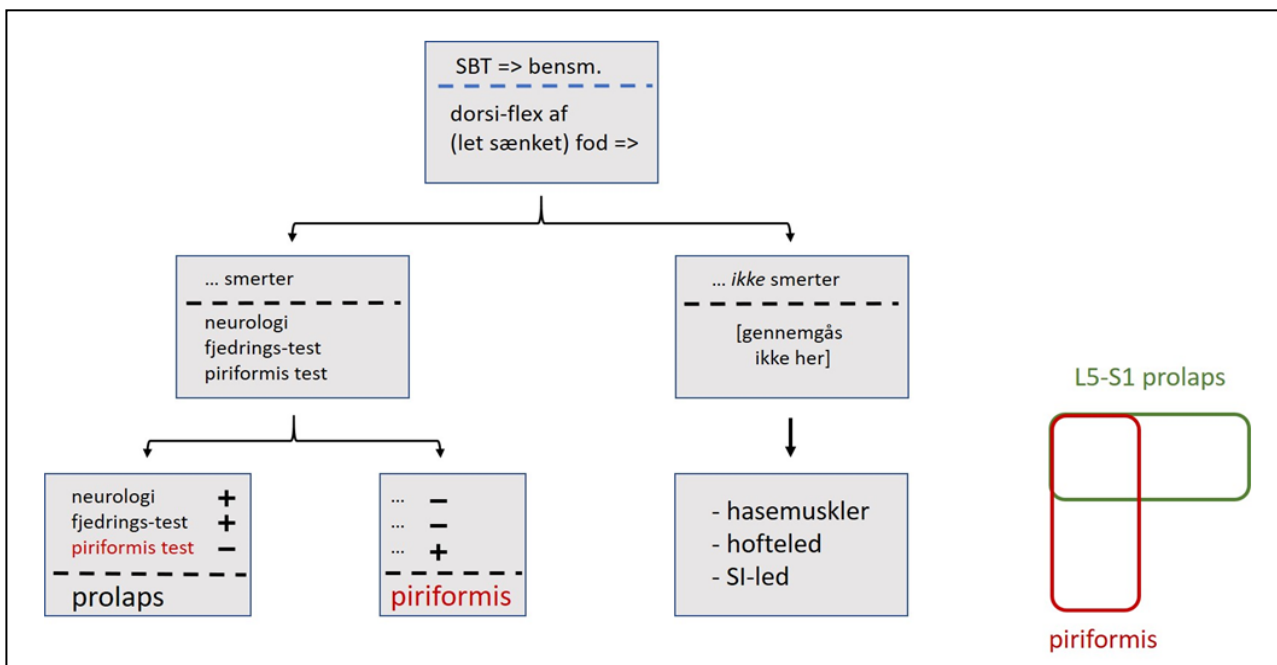 SBT => bensm.
dorsi-flex af
(let sænket) fod =>
... smerter
neurologi
fjedrings-test
piriformis test
... ikke smerter
[gennemgås
ikke her]
neurologi +
fjedrings-test +
piriformis test −
prolaps
... −
... −
... +
piriformis
- hasemuskler
- hofteled
- SI-led
L5-S1 prolaps
piriformis